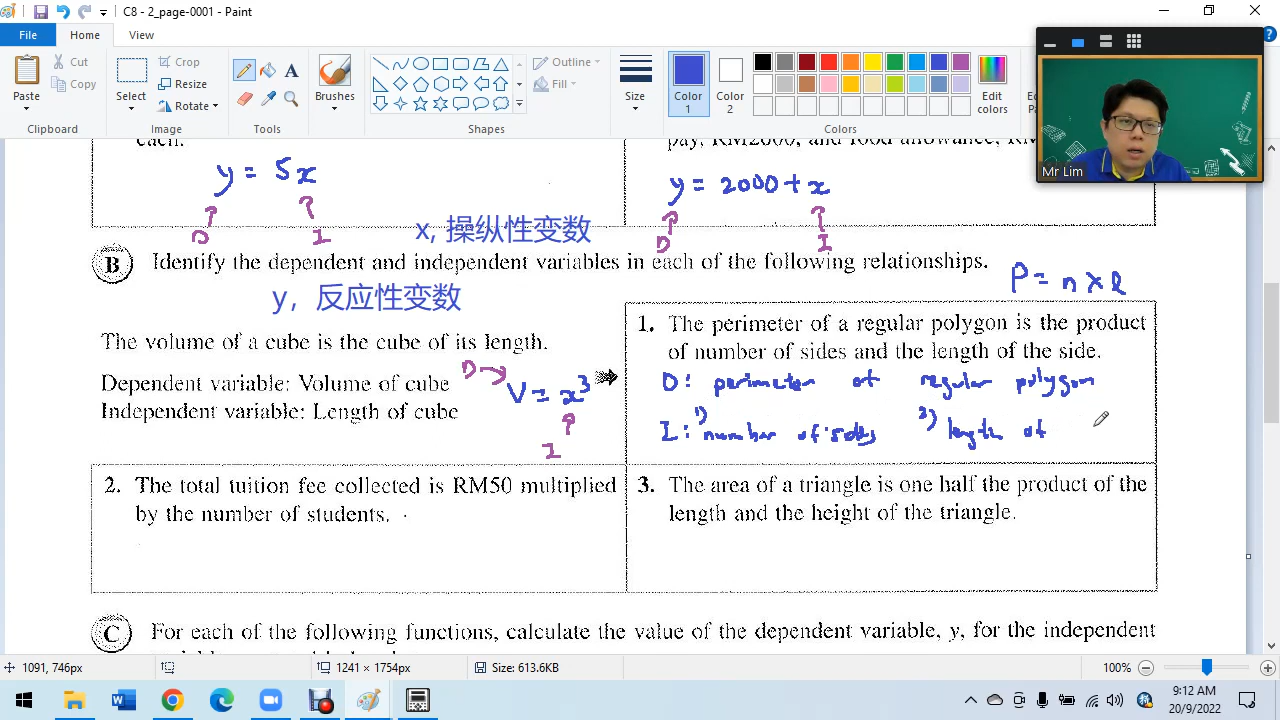 C8 - 2_page-0001 - Paint
File Home View
Cut
Copy
Paste
Clipboard
Crop
Resize
Rotate
Select
Image
Tools
Brushes
Shapes
Outline
Fill
Size
Color 1
Color 2
Colors
Edit colors
Mr Lim
each.
y = 5x
D I
pay, RM2000, and food allowance,
y = 2000 + x
D I
x, 操纵性变数
B Identify the dependent and independent variables in each of the following relationships.
y，反应性变数
P = n × l
The volume of a cube is the cube of its length.
Dependent variable: Volume of cube
Independent variable: Length of cube
D → V = x³
I
1. The perimeter of a regular polygon is the product
of number of sides and the length of the side.
D: perimeter of regular polygon
I: 1) number of sides 2) length of
2. The total tuition fee collected is RM50 multiplied
by the number of students.
3. The area of a triangle is one half the product of the
length and the height of the triangle.
C For each of the following functions, calculate the value of the dependent variable, y, for the independent
1091, 746px
1241 × 1754px
Size: 613.6KB
100%
9:12 AM
20/9/2022